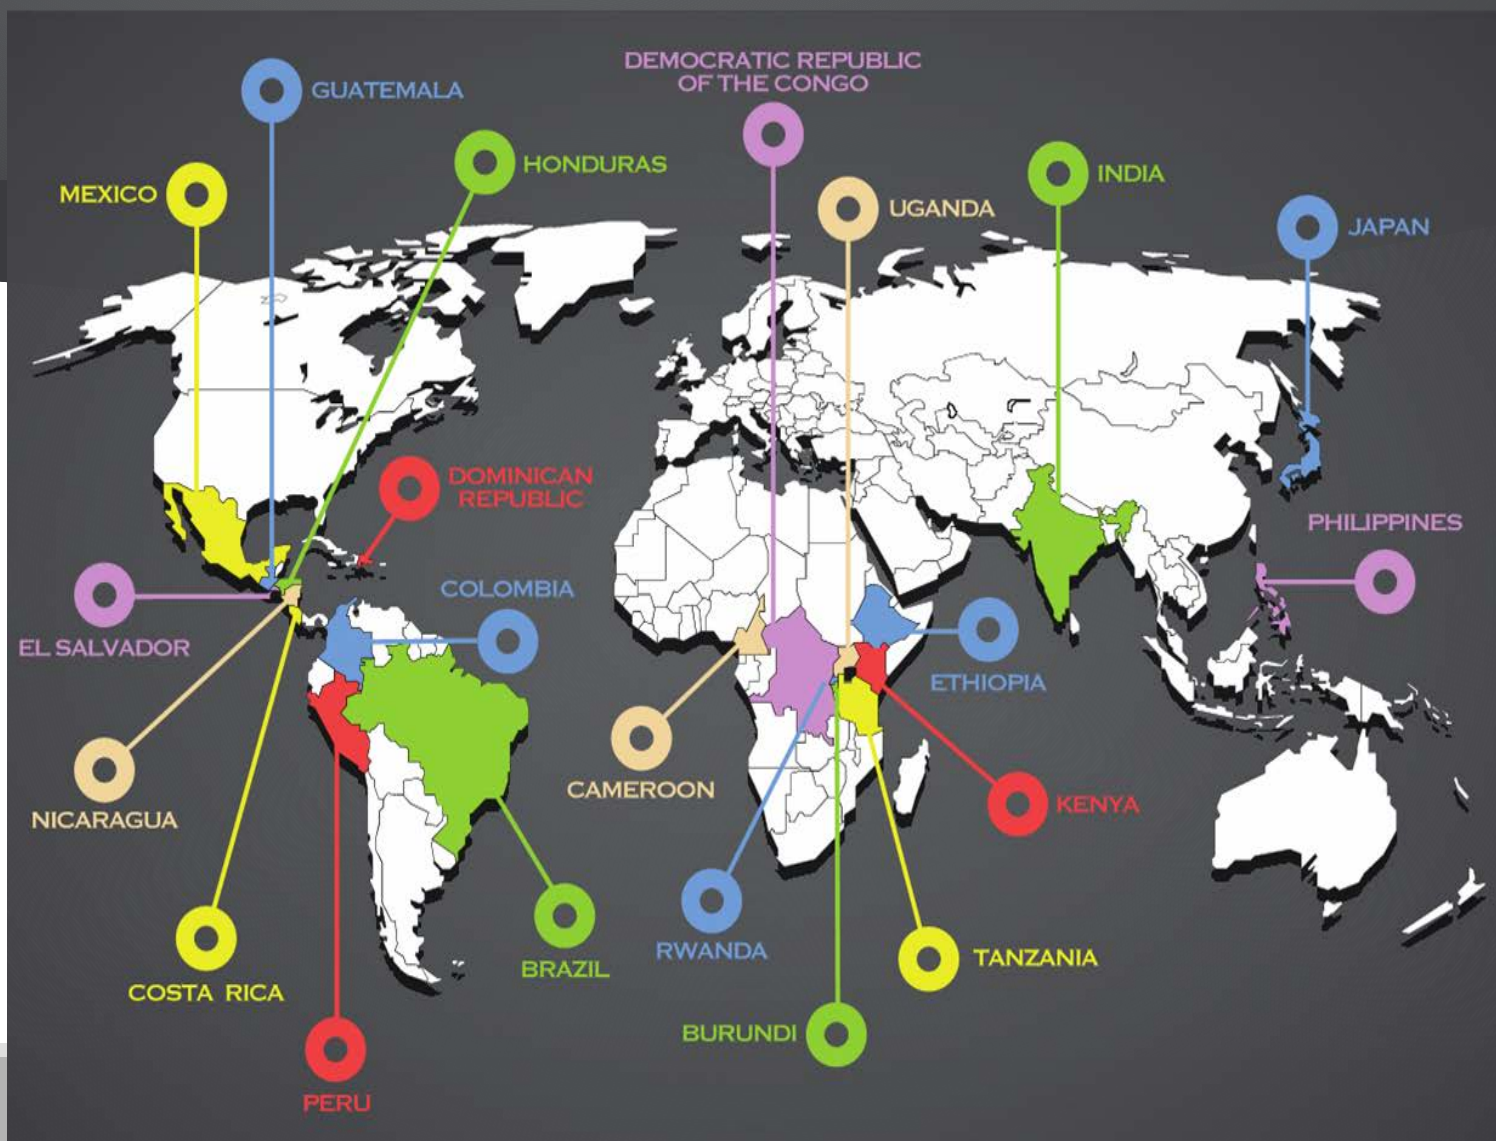 DEMOCRATIC REPUBLIC
OF THE CONGO
GUATEMALA
HONDURAS
MEXICO
UGANDA
INDIA
JAPAN
DOMINICAN
REPUBLIC
PHILIPPINES
COLOMBIA
EL SALVADOR
ETHIOPIA
CAMEROON
KENYA
NICARAGUA
RWANDA
TANZANIA
BRAZIL
COSTA RICA
BURUNDI
PERU